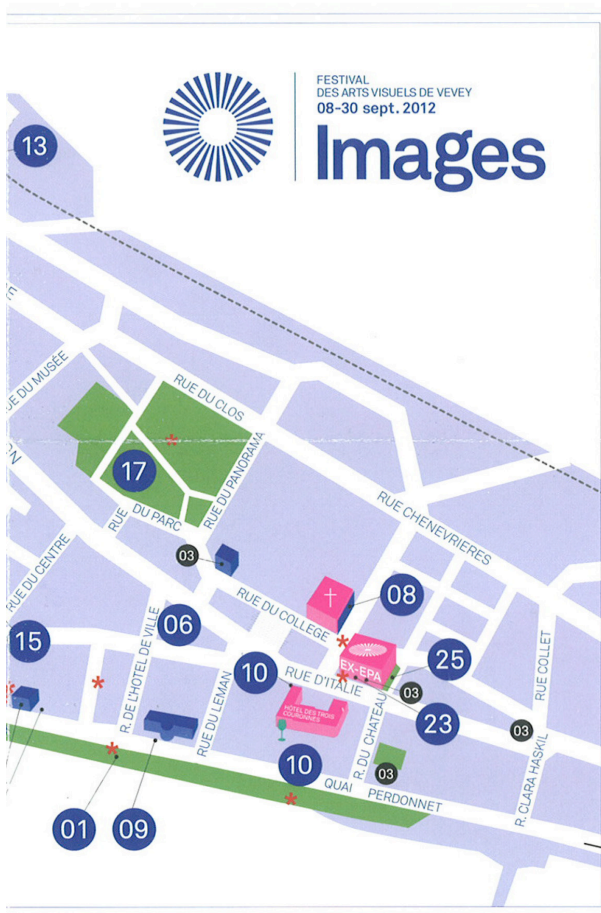 FESTIVAL
DES ARTS VISUELS DE VEVEY
08-30 sept. 2012
Images
13
E
UE DU MUSÉE
RUE DU CLOS
17
RUE DU PANORAMA
RN
RUE DU PARC
RUE CHENEVRIERES
03
RUE DU CENTRE
RUE DU COLLEGE
08
06
15
R. DE L'HOTEL DE VILLE
RUE DU LEMAN
10
RUE D'ITALIE
EX-EPA
25
03
RUE COLLET
HÔTEL DES TROIS
COURONNES
23
R. DU CHATEAU
03
10
03
R. CLARA HASKIL
QUAI PERDONNET
01
09